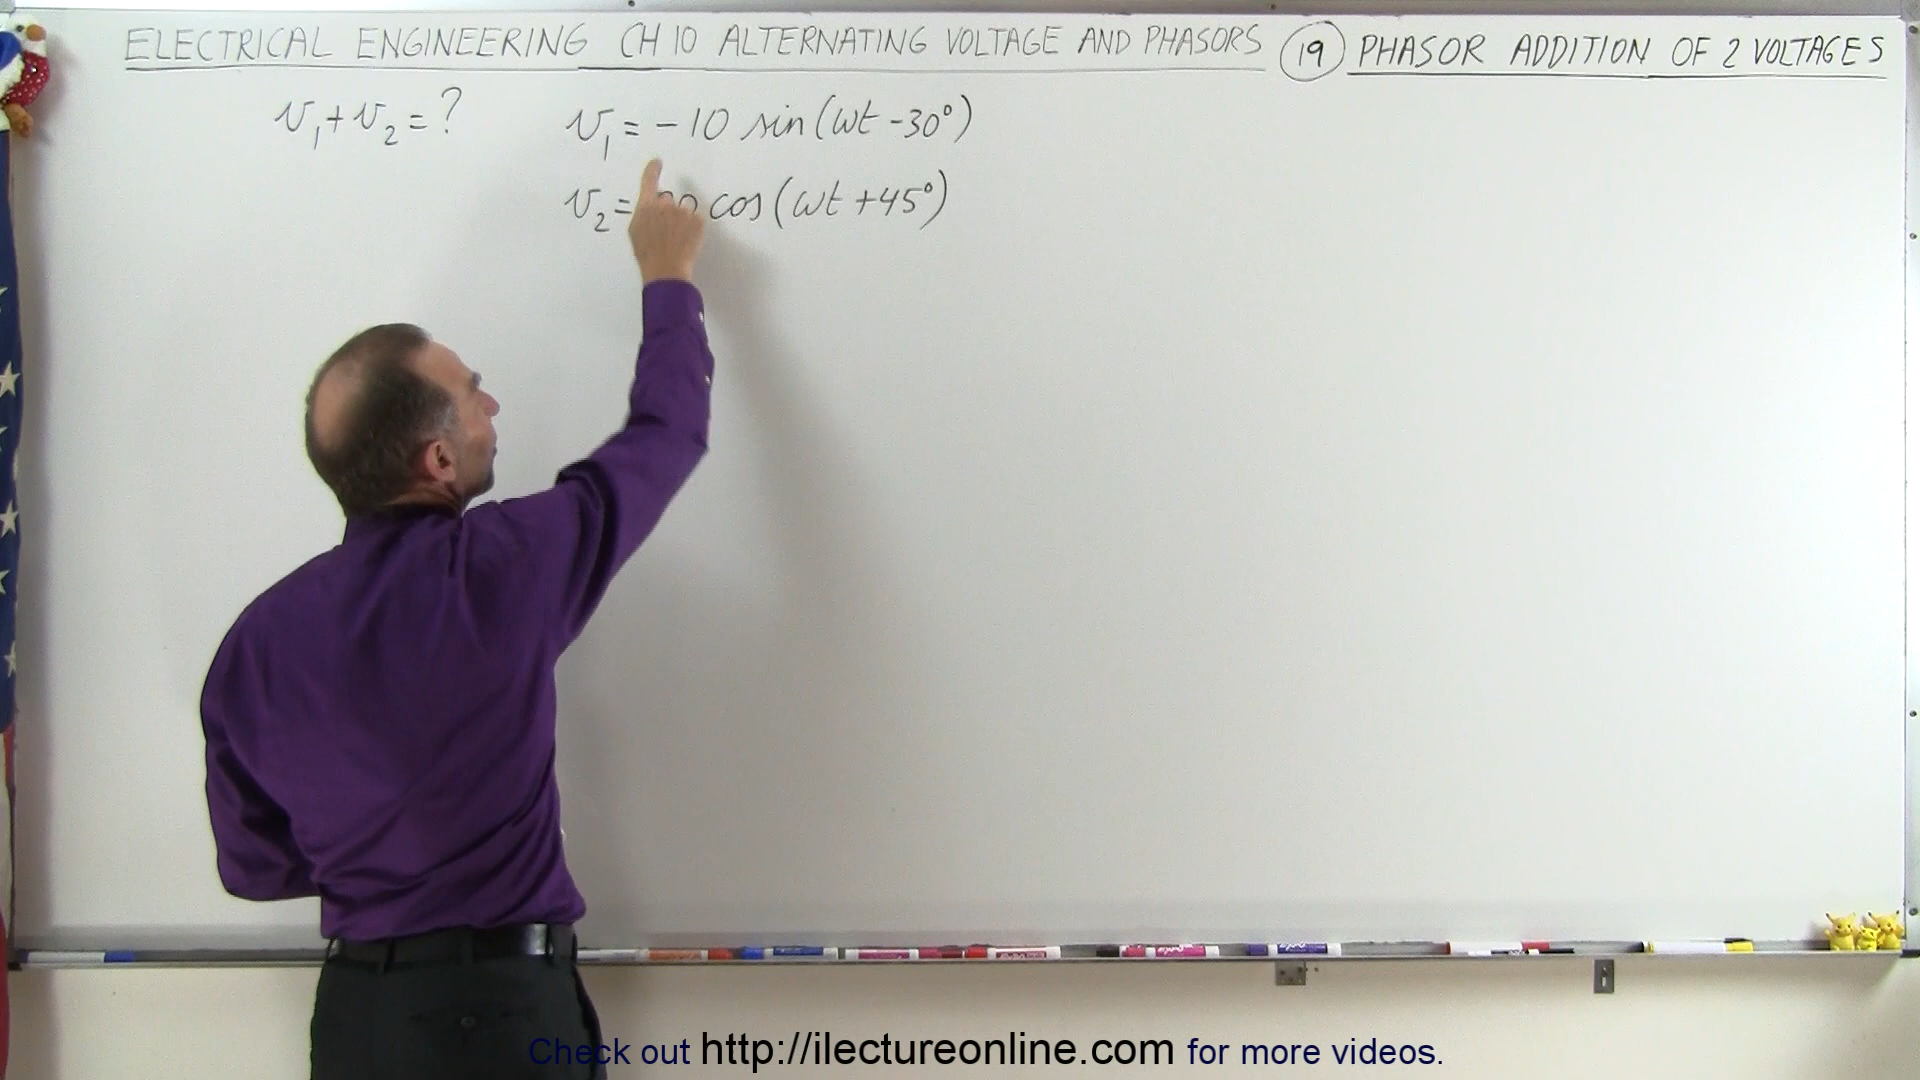 ELECTRICAL ENGINEERING CH 10 ALTERNATING VOLTAGE AND PHASORS (19) PHASOR ADDITION OF 2 VOLTAGES
v₁+v₂=? v₁ = -10 sin(ωt -30°)
v₂= cos(ωt +45°)
Check out http://ilectureonline.com for more videos.